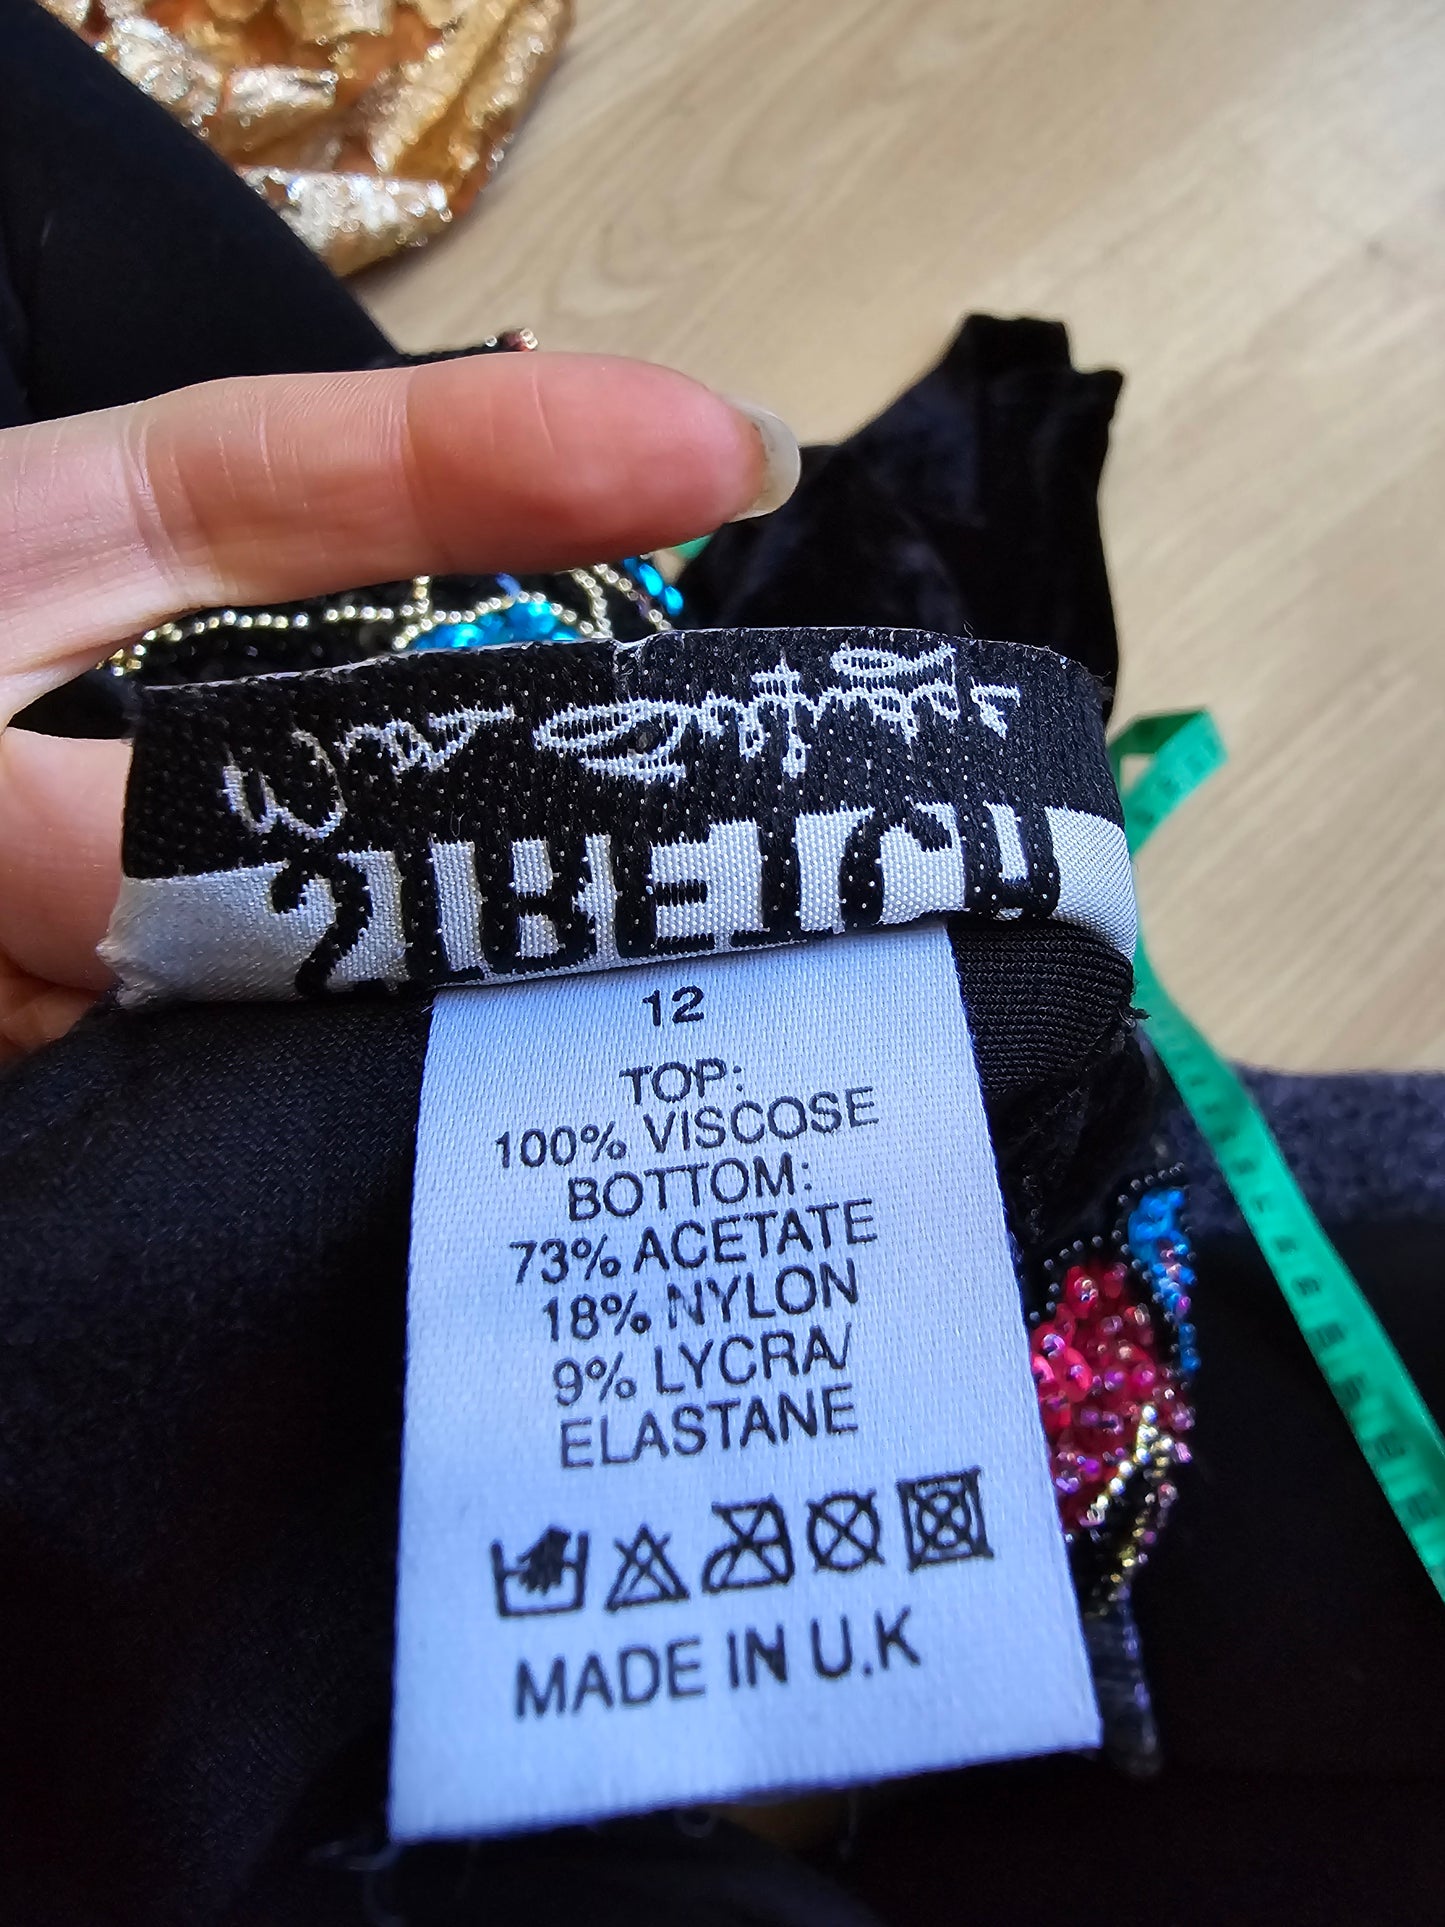 12
TOP:
100% VISCOSE
BOTTOM:
73% ACETATE
18% NYLON
9% LYCRA/
ELASTANE
MADE IN U.K